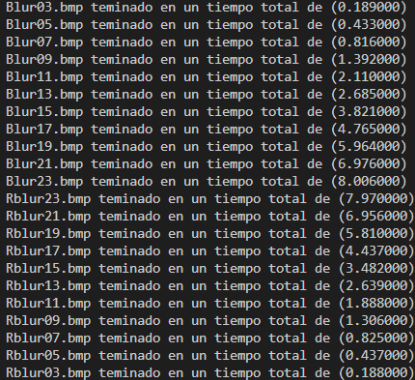 Blur03.bmp teminado en un tiempo total de (0.189000)
Blur05.bmp teminado en un tiempo total de (0.433000)
Blur07.bmp teminado en un tiempo total de (0.816000)
Blur09.bmp teminado en un tiempo total de (1.392000)
Blur11.bmp teminado en un tiempo total de (2.110000)
Blur13.bmp teminado en un tiempo total de (2.685000)
Blur15.bmp teminado en un tiempo total de (3.821000)
Blur17.bmp teminado en un tiempo total de (4.765000)
Blur19.bmp teminado en un tiempo total de (5.964000)
Blur21.bmp teminado en un tiempo total de (6.976000)
Blur23.bmp teminado en un tiempo total de (8.006000)
Rblur23.bmp teminado en un tiempo total de (7.970000)
Rblur21.bmp teminado en un tiempo total de (6.956000)
Rblur19.bmp teminado en un tiempo total de (5.810000)
Rblur17.bmp teminado en un tiempo total de (4.437000)
Rblur15.bmp teminado en un tiempo total de (3.482000)
Rblur13.bmp teminado en un tiempo total de (2.639000)
Rblur11.bmp teminado en un tiempo total de (1.888000)
Rblur09.bmp teminado en un tiempo total de (1.306000)
Rblur07.bmp teminado en un tiempo total de (0.825000)
Rblur05.bmp teminado en un tiempo total de (0.437000)
Rblur03.bmp teminado en un tiempo total de (0.188000)